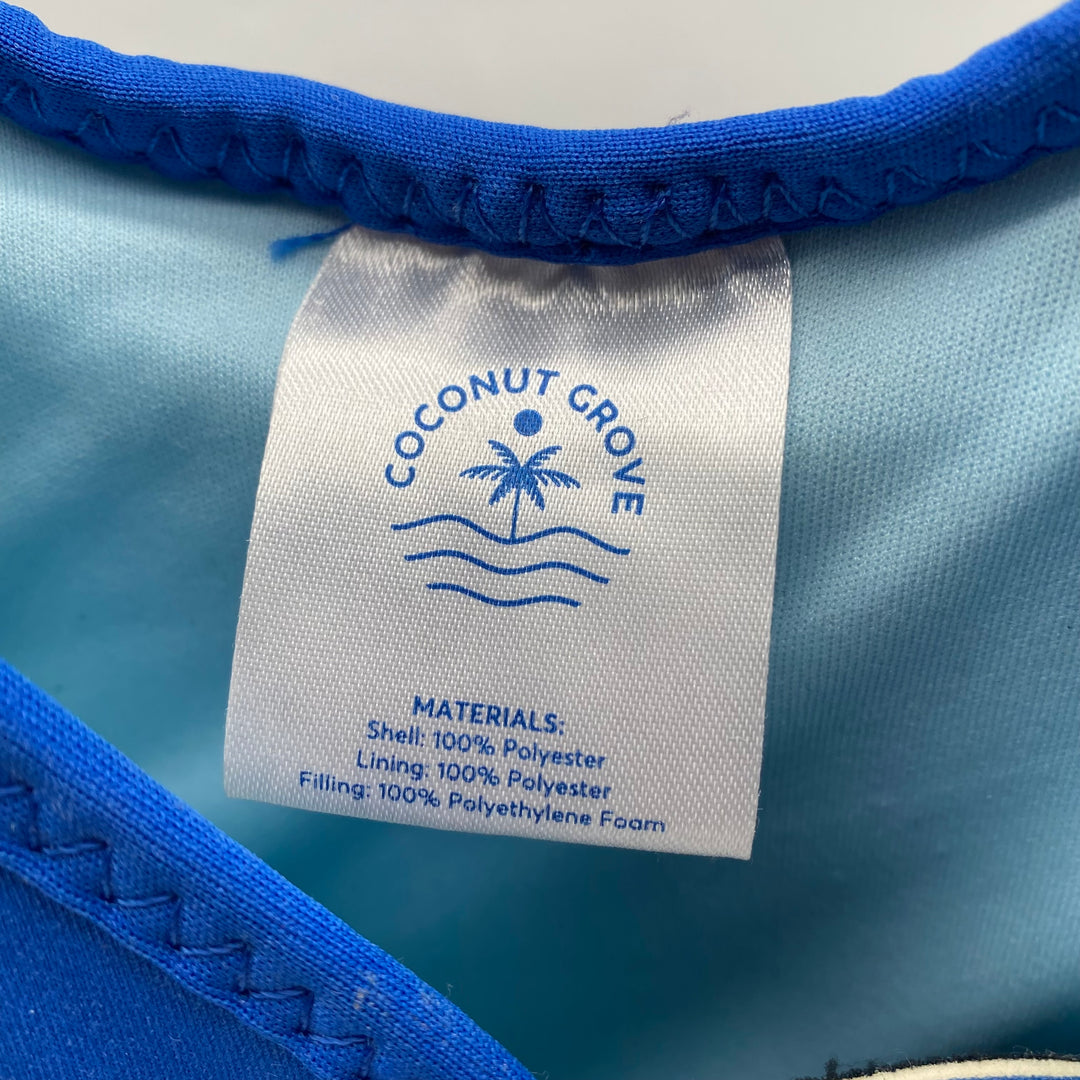 COCONUT GROVE
MATERIALS:
Shell: 100% Polyester
Lining: 100% Polyester
Filling: 100% Polyethylene Foam